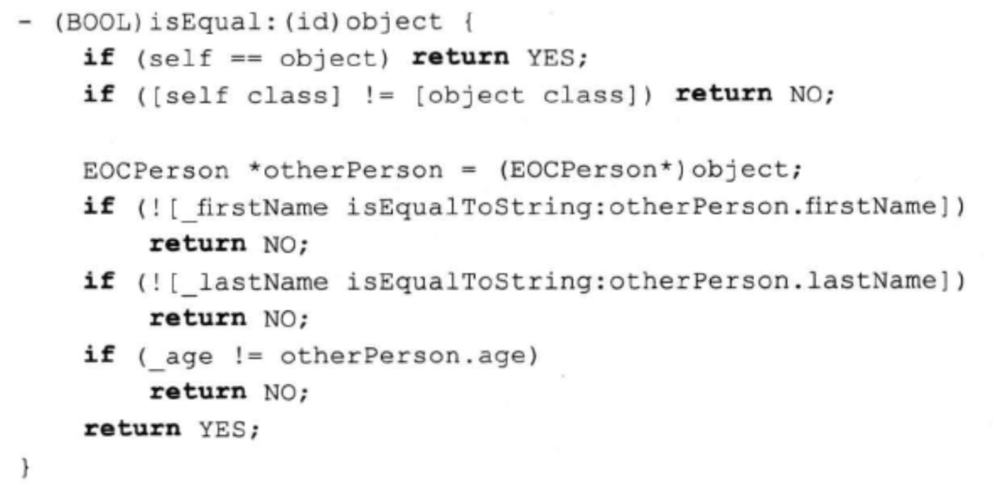 - (BOOL)isEqual:(id)object {
if (self == object) return YES;
if ([self class] != [object class]) return NO;
EOCPerson *otherPerson = (EOCPerson*)object;
if (![_firstName isEqualToString:otherPerson.firstName])
return NO;
if (![_lastName isEqualToString:otherPerson.lastName])
return NO;
if (_age != otherPerson.age)
return NO;
return YES;
}